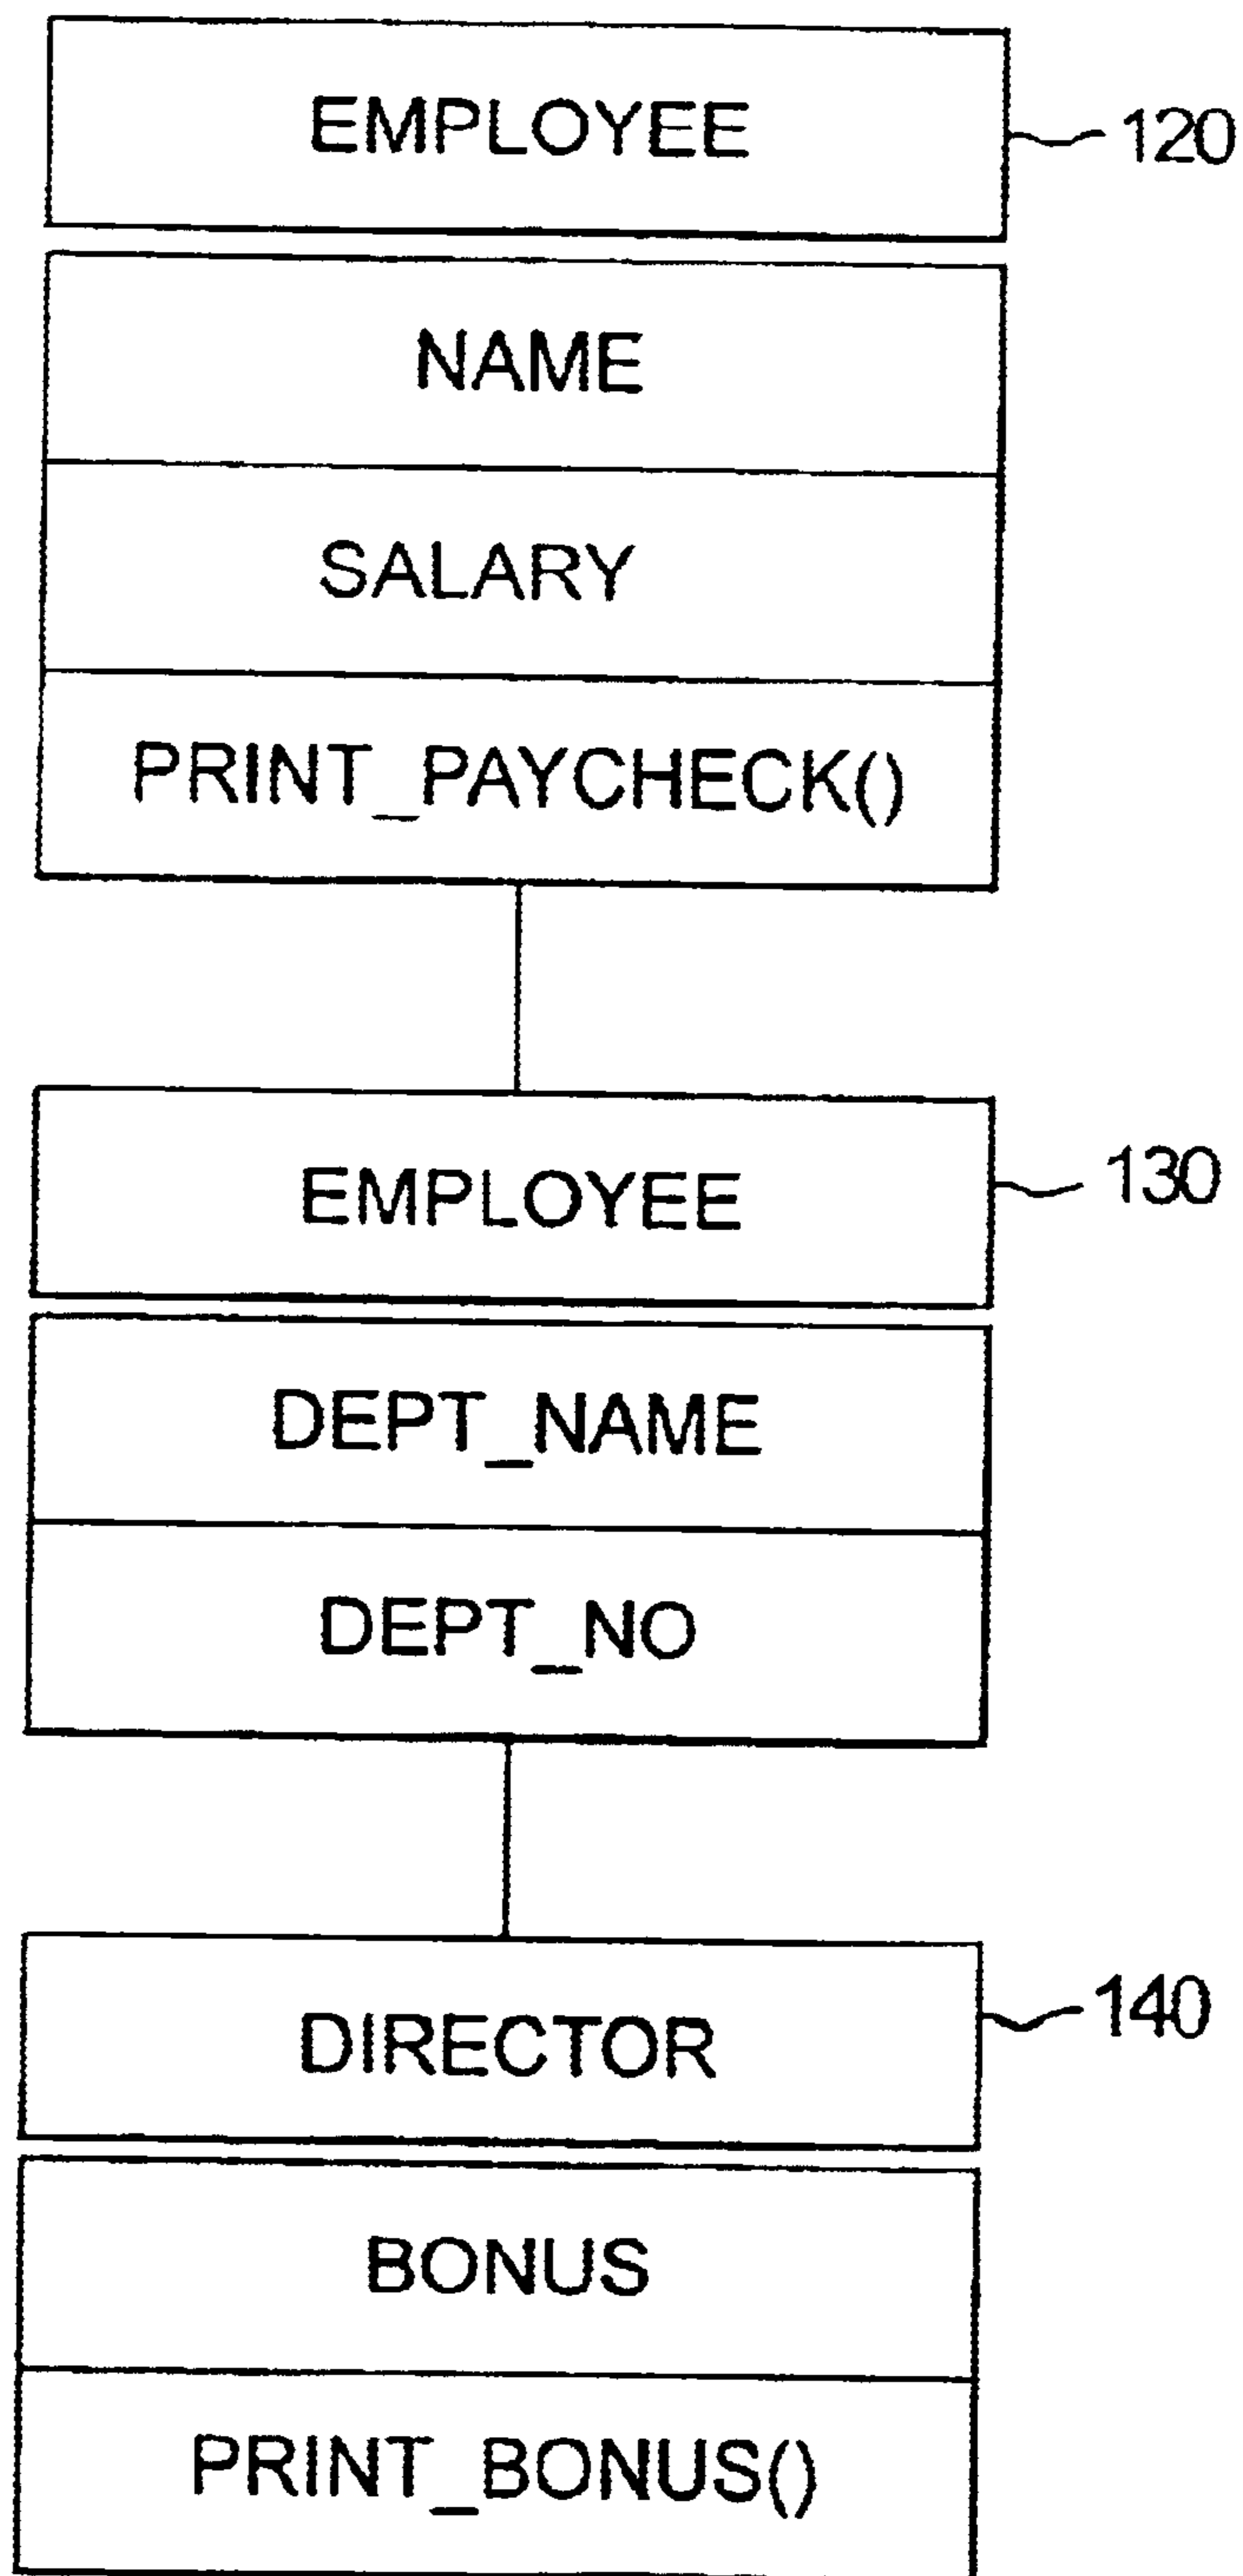 EMPLOYEE
120
NAME
SALARY
PRINT_PAYCHECK()
EMPLOYEE
130
DEPT_NAME
DEPT_NO
DIRECTOR
140
BONUS
PRINT_BONUS()